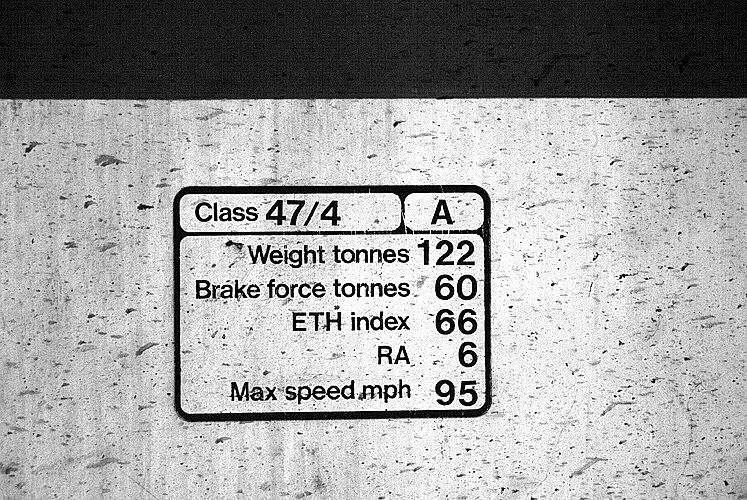 Class 47/4 A
Weight tonnes 122
Brake force tonnes 60
ETH index 66
RA 6
Max speed mph 95